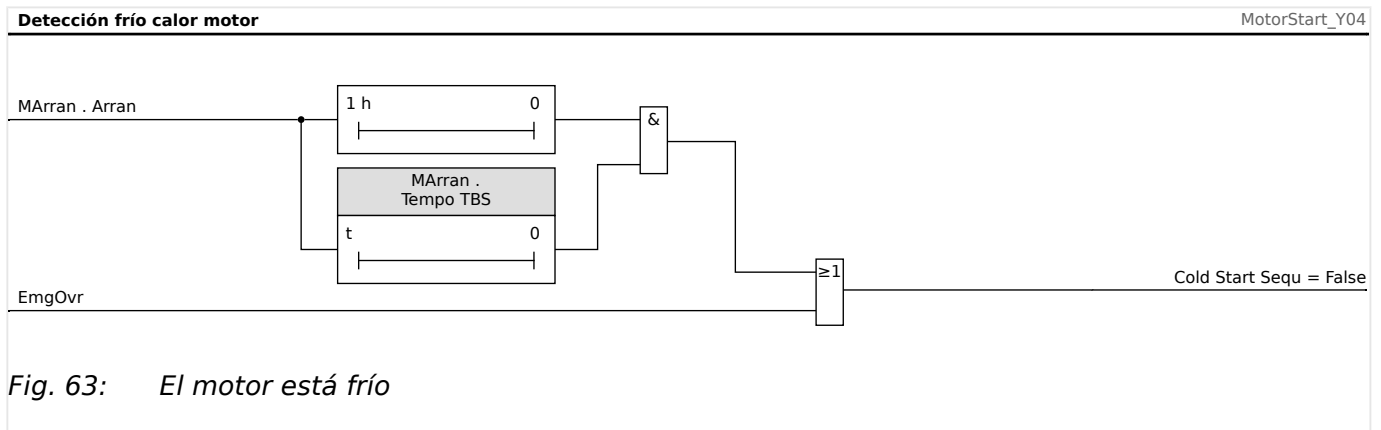 Detección frío calor motor
MotorStart_Y04
MArran . Arran
1 h 0
&
MArran .
Tempo TBS
t 0
≥1
Cold Start Sequ = False
EmgOvr
Fig. 63: El motor está frío